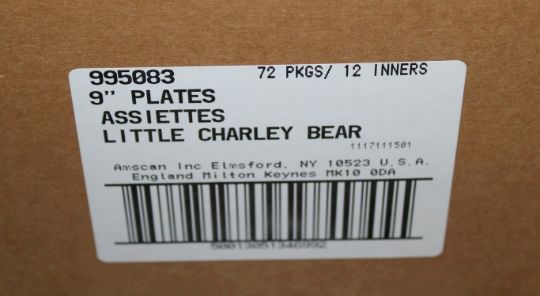 995083 72 PKGS/ 12 INNERS
9" PLATES
ASSIETTES
LITTLE CHARLEY BEAR
1117111501
Amscan Inc Elmsford, NY 10523 U.S.A.
England Milton Keynes MK10 0DA
50013051346992